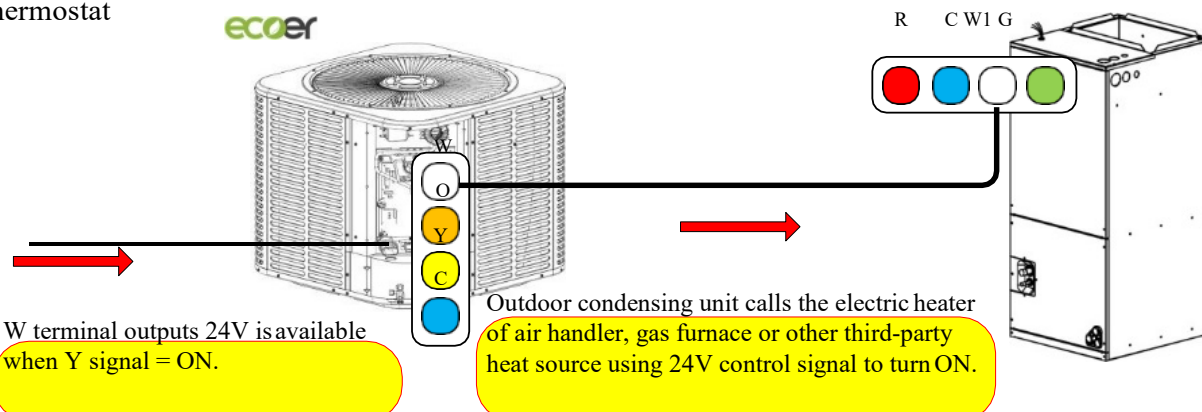 hermostat
ecoer
R C W1 G
W
O
Y
C
W terminal outputs 24V is available
when Y signal = ON.
Outdoor condensing unit calls the electric heater
of air handler, gas furnace or other third-party
heat source using 24V control signal to turn ON.